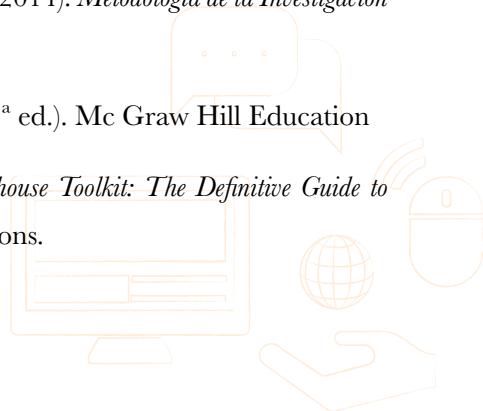 2014). Metodología de la Investigación
ª ed.). Mc Graw Hill Education
house Toolkit: The Definitive Guide to
ons.